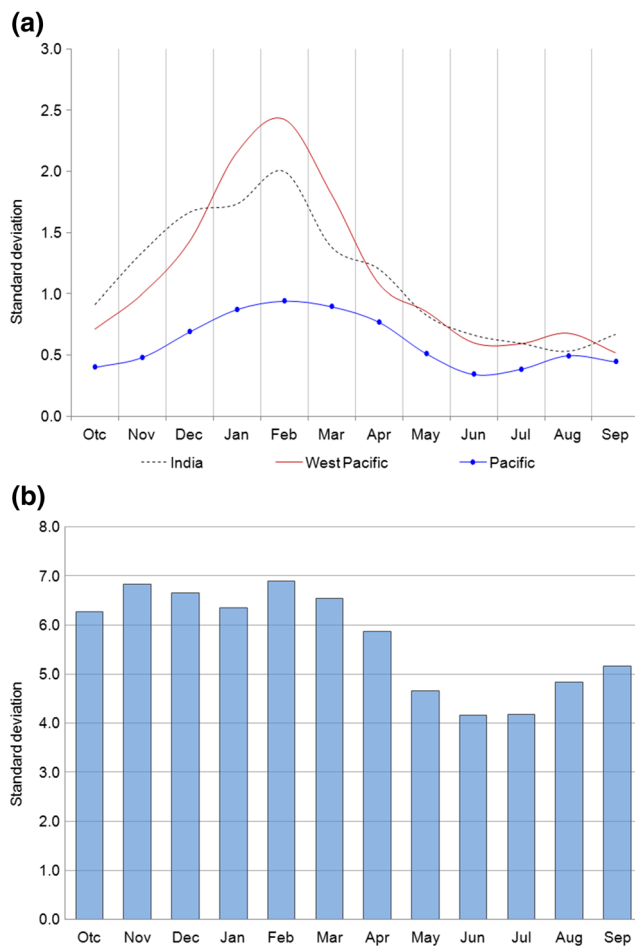 (a)
Standard deviation
3.0
2.5
2.0
1.5
1.0
0.5
0.0
Otc Nov Dec Jan Feb Mar Apr May Jun Jul Aug Sep
India West Pacific Pacific
(b)
Standard deviation
8.0
7.0
6.0
5.0
4.0
3.0
2.0
1.0
0.0
Otc Nov Dec Jan Feb Mar Apr May Jun Jul Aug Sep